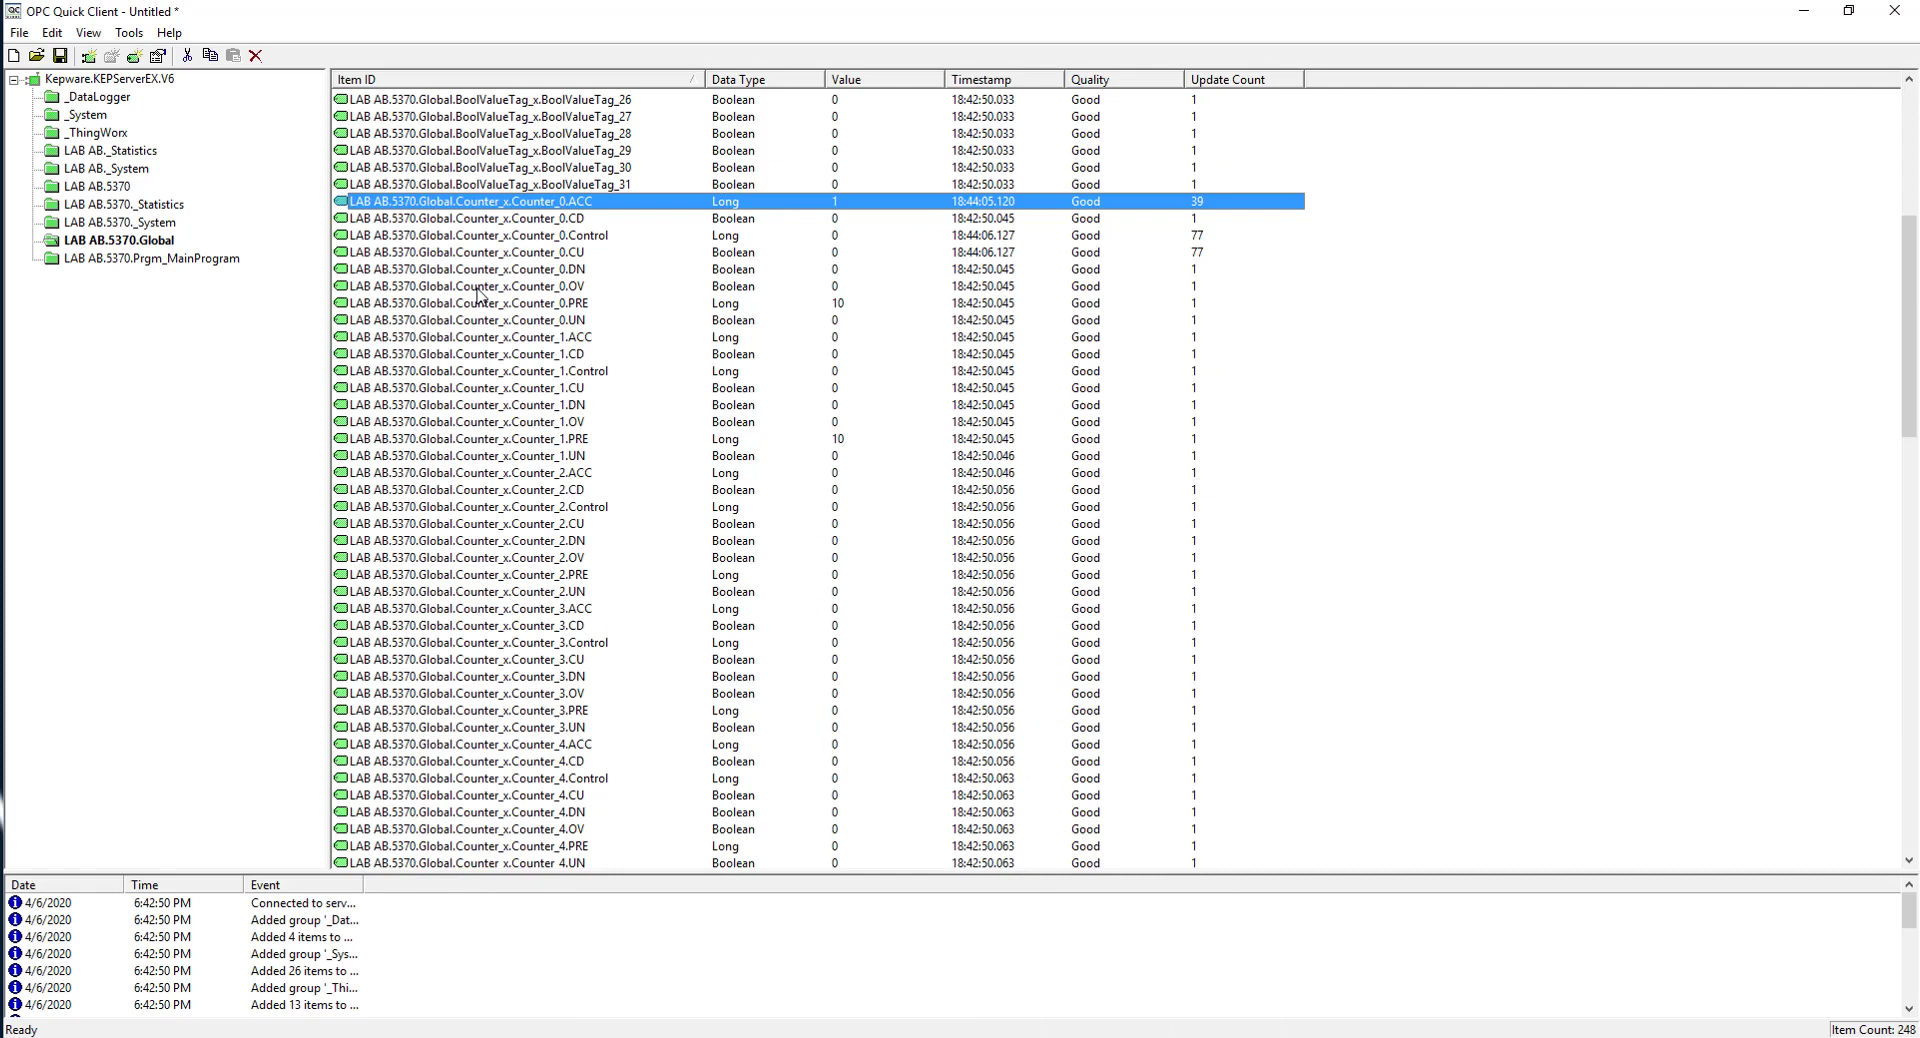 OPC Quick Client - Untitled *
File Edit View Tools Help
Kepware.KEPServerEX.V6
_DataLogger
_System
_ThingWorx
LAB AB._Statistics
LAB AB._System
LAB AB.5370
LAB AB.5370._Statistics
LAB AB.5370._System
LAB AB.5370.Global
LAB AB.5370.Prgm_MainProgram
Item ID Data Type Value Timestamp Quality Update Count
LAB AB.5370.Global.BoolValueTag_x.BoolValueTag_26 Boolean 0 18:42:50.033 Good 1
LAB AB.5370.Global.BoolValueTag_x.BoolValueTag_27 Boolean 0 18:42:50.033 Good 1
LAB AB.5370.Global.BoolValueTag_x.BoolValueTag_28 Boolean 0 18:42:50.033 Good 1
LAB AB.5370.Global.BoolValueTag_x.BoolValueTag_29 Boolean 0 18:42:50.033 Good 1
LAB AB.5370.Global.BoolValueTag_x.BoolValueTag_30 Boolean 0 18:42:50.033 Good 1
LAB AB.5370.Global.BoolValueTag_x.BoolValueTag_31 Boolean 0 18:42:50.033 Good 1
LAB AB.5370.Global.Counter_x.Counter_0.ACC Long 1 18:44:05.120 Good 39
LAB AB.5370.Global.Counter_x.Counter_0.CD Boolean 0 18:42:50.045 Good 1
LAB AB.5370.Global.Counter_x.Counter_0.Control Long 0 18:44:06.127 Good 77
LAB AB.5370.Global.Counter_x.Counter_0.CU Boolean 0 18:44:06.127 Good 77
LAB AB.5370.Global.Counter_x.Counter_0.DN Boolean 0 18:42:50.045 Good 1
LAB AB.5370.Global.Counter_x.Counter_0.OV Boolean 0 18:42:50.045 Good 1
LAB AB.5370.Global.Counter_x.Counter_0.PRE Long 10 18:42:50.045 Good 1
LAB AB.5370.Global.Counter_x.Counter_0.UN Boolean 0 18:42:50.045 Good 1
LAB AB.5370.Global.Counter_x.Counter_1.ACC Long 0 18:42:50.045 Good 1
LAB AB.5370.Global.Counter_x.Counter_1.CD Boolean 0 18:42:50.045 Good 1
LAB AB.5370.Global.Counter_x.Counter_1.Control Long 0 18:42:50.045 Good 1
LAB AB.5370.Global.Counter_x.Counter_1.CU Boolean 0 18:42:50.045 Good 1
LAB AB.5370.Global.Counter_x.Counter_1.DN Boolean 0 18:42:50.045 Good 1
LAB AB.5370.Global.Counter_x.Counter_1.OV Boolean 0 18:42:50.045 Good 1
LAB AB.5370.Global.Counter_x.Counter_1.PRE Long 10 18:42:50.045 Good 1
LAB AB.5370.Global.Counter_x.Counter_1.UN Boolean 0 18:42:50.046 Good 1
LAB AB.5370.Global.Counter_x.Counter_2.ACC Long 0 18:42:50.046 Good 1
LAB AB.5370.Global.Counter_x.Counter_2.CD Boolean 0 18:42:50.056 Good 1
LAB AB.5370.Global.Counter_x.Counter_2.Control Long 0 18:42:50.056 Good 1
LAB AB.5370.Global.Counter_x.Counter_2.CU Boolean 0 18:42:50.056 Good 1
LAB AB.5370.Global.Counter_x.Counter_2.DN Boolean 0 18:42:50.056 Good 1
LAB AB.5370.Global.Counter_x.Counter_2.OV Boolean 0 18:42:50.056 Good 1
LAB AB.5370.Global.Counter_x.Counter_2.PRE Long 0 18:42:50.056 Good 1
LAB AB.5370.Global.Counter_x.Counter_2.UN Boolean 0 18:42:50.056 Good 1
LAB AB.5370.Global.Counter_x.Counter_3.ACC Long 0 18:42:50.056 Good 1
LAB AB.5370.Global.Counter_x.Counter_3.CD Boolean 0 18:42:50.056 Good 1
LAB AB.5370.Global.Counter_x.Counter_3.Control Long 0 18:42:50.056 Good 1
LAB AB.5370.Global.Counter_x.Counter_3.CU Boolean 0 18:42:50.056 Good 1
LAB AB.5370.Global.Counter_x.Counter_3.DN Boolean 0 18:42:50.056 Good 1
LAB AB.5370.Global.Counter_x.Counter_3.OV Boolean 0 18:42:50.056 Good 1
LAB AB.5370.Global.Counter_x.Counter_3.PRE Long 0 18:42:50.056 Good 1
LAB AB.5370.Global.Counter_x.Counter_3.UN Boolean 0 18:42:50.056 Good 1
LAB AB.5370.Global.Counter_x.Counter_4.ACC Long 0 18:42:50.056 Good 1
LAB AB.5370.Global.Counter_x.Counter_4.CD Boolean 0 18:42:50.056 Good 1
LAB AB.5370.Global.Counter_x.Counter_4.Control Long 0 18:42:50.063 Good 1
LAB AB.5370.Global.Counter_x.Counter_4.CU Boolean 0 18:42:50.063 Good 1
LAB AB.5370.Global.Counter_x.Counter_4.DN Boolean 0 18:42:50.063 Good 1
LAB AB.5370.Global.Counter_x.Counter_4.OV Boolean 0 18:42:50.063 Good 1
LAB AB.5370.Global.Counter_x.Counter_4.PRE Long 0 18:42:50.063 Good 1
LAB AB.5370.Global.Counter_x.Counter_4.UN Boolean 0 18:42:50.063 Good 1
Date Time Event
4/6/2020 6:42:50 PM Connected to serv...
4/6/2020 6:42:50 PM Added group '_Dat...
4/6/2020 6:42:50 PM Added 4 items to ...
4/6/2020 6:42:50 PM Added group '_Sys...
4/6/2020 6:42:50 PM Added 26 items to ...
4/6/2020 6:42:50 PM Added group '_Thi...
4/6/2020 6:42:50 PM Added 13 items to ...
Ready Item Count: 248